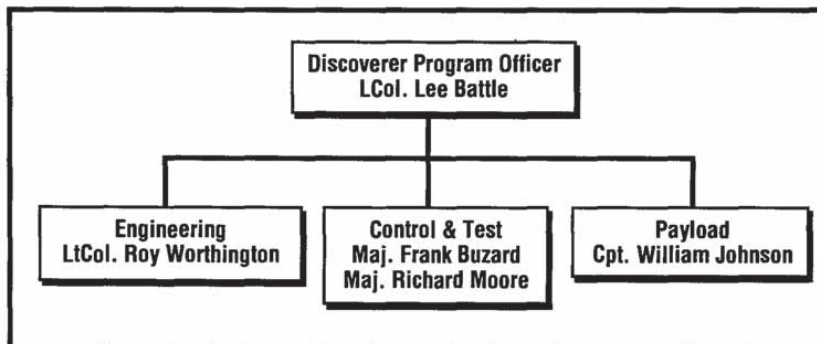 Discoverer Program Officer
LCol. Lee Battle
Engineering
LtCol. Roy Worthington
Control & Test
Maj. Frank Buzard
Maj. Richard Moore
Payload
Cpt. William Johnson